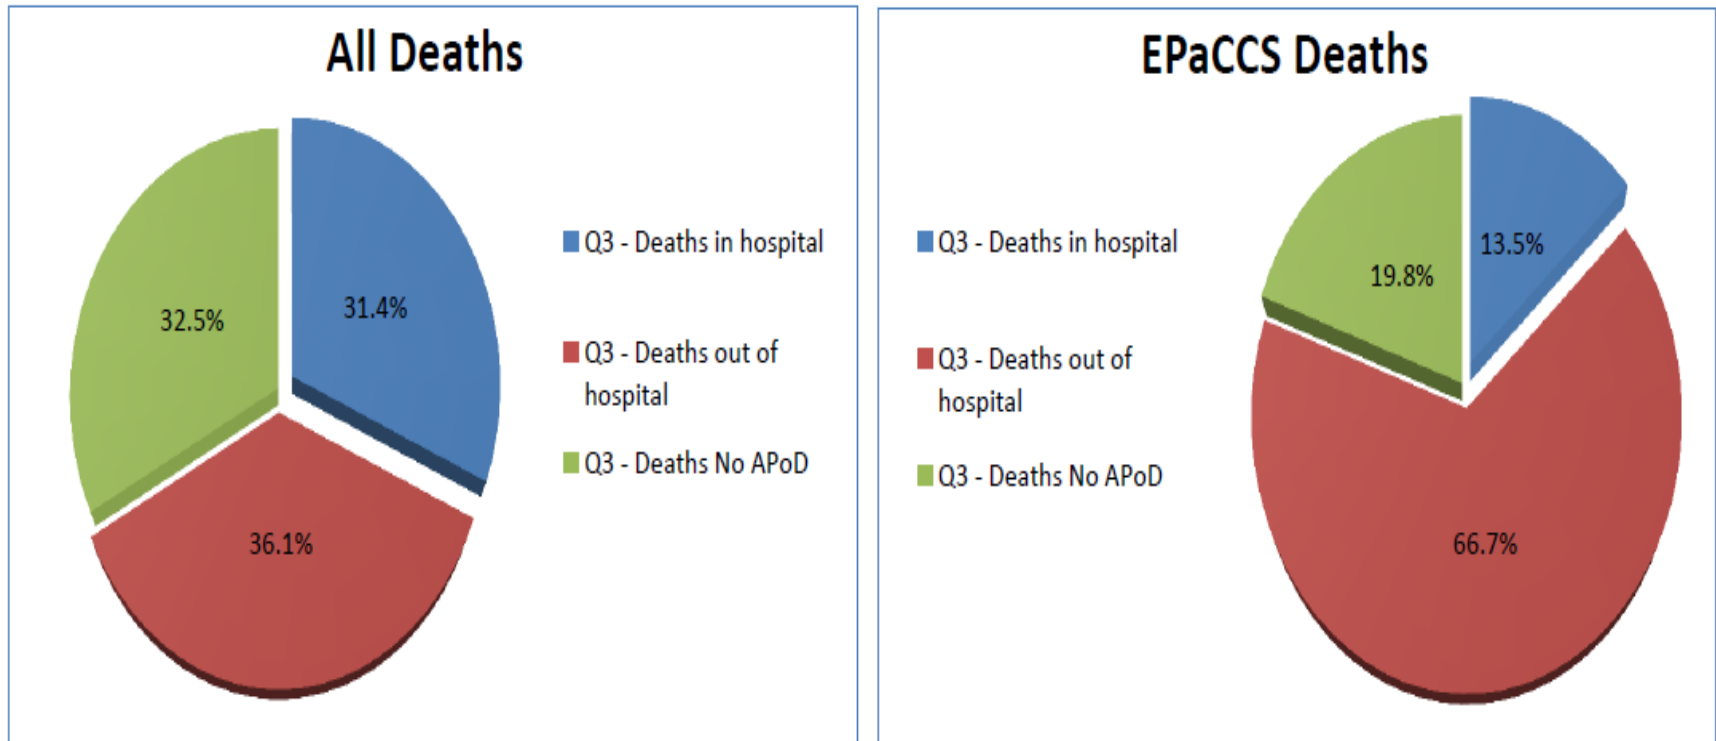 All Deaths
32.5%
31.4%
36.1%
Q3 - Deaths in hospital
Q3 - Deaths out of
hospital
Q3 - Deaths No APoD
EPaCCS Deaths
Q3 - Deaths in hospital
Q3 - Deaths out of
hospital
Q3 - Deaths No APoD
13.5%
19.8%
66.7%